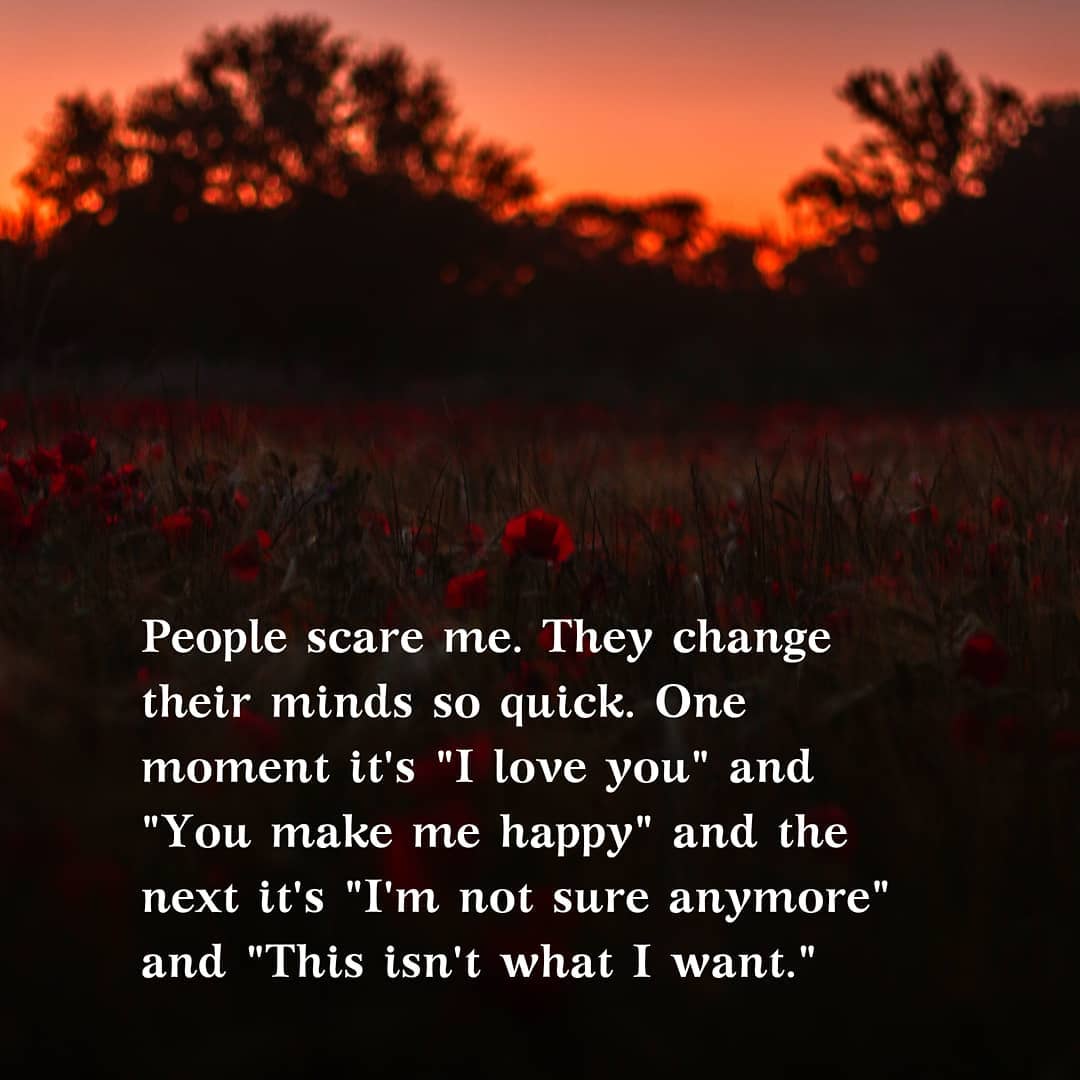 People scare me. They change
their minds so quick. One
moment it's "I love you" and
"You make me happy" and the
next it's "I'm not sure anymore"
and "This isn't what I want."